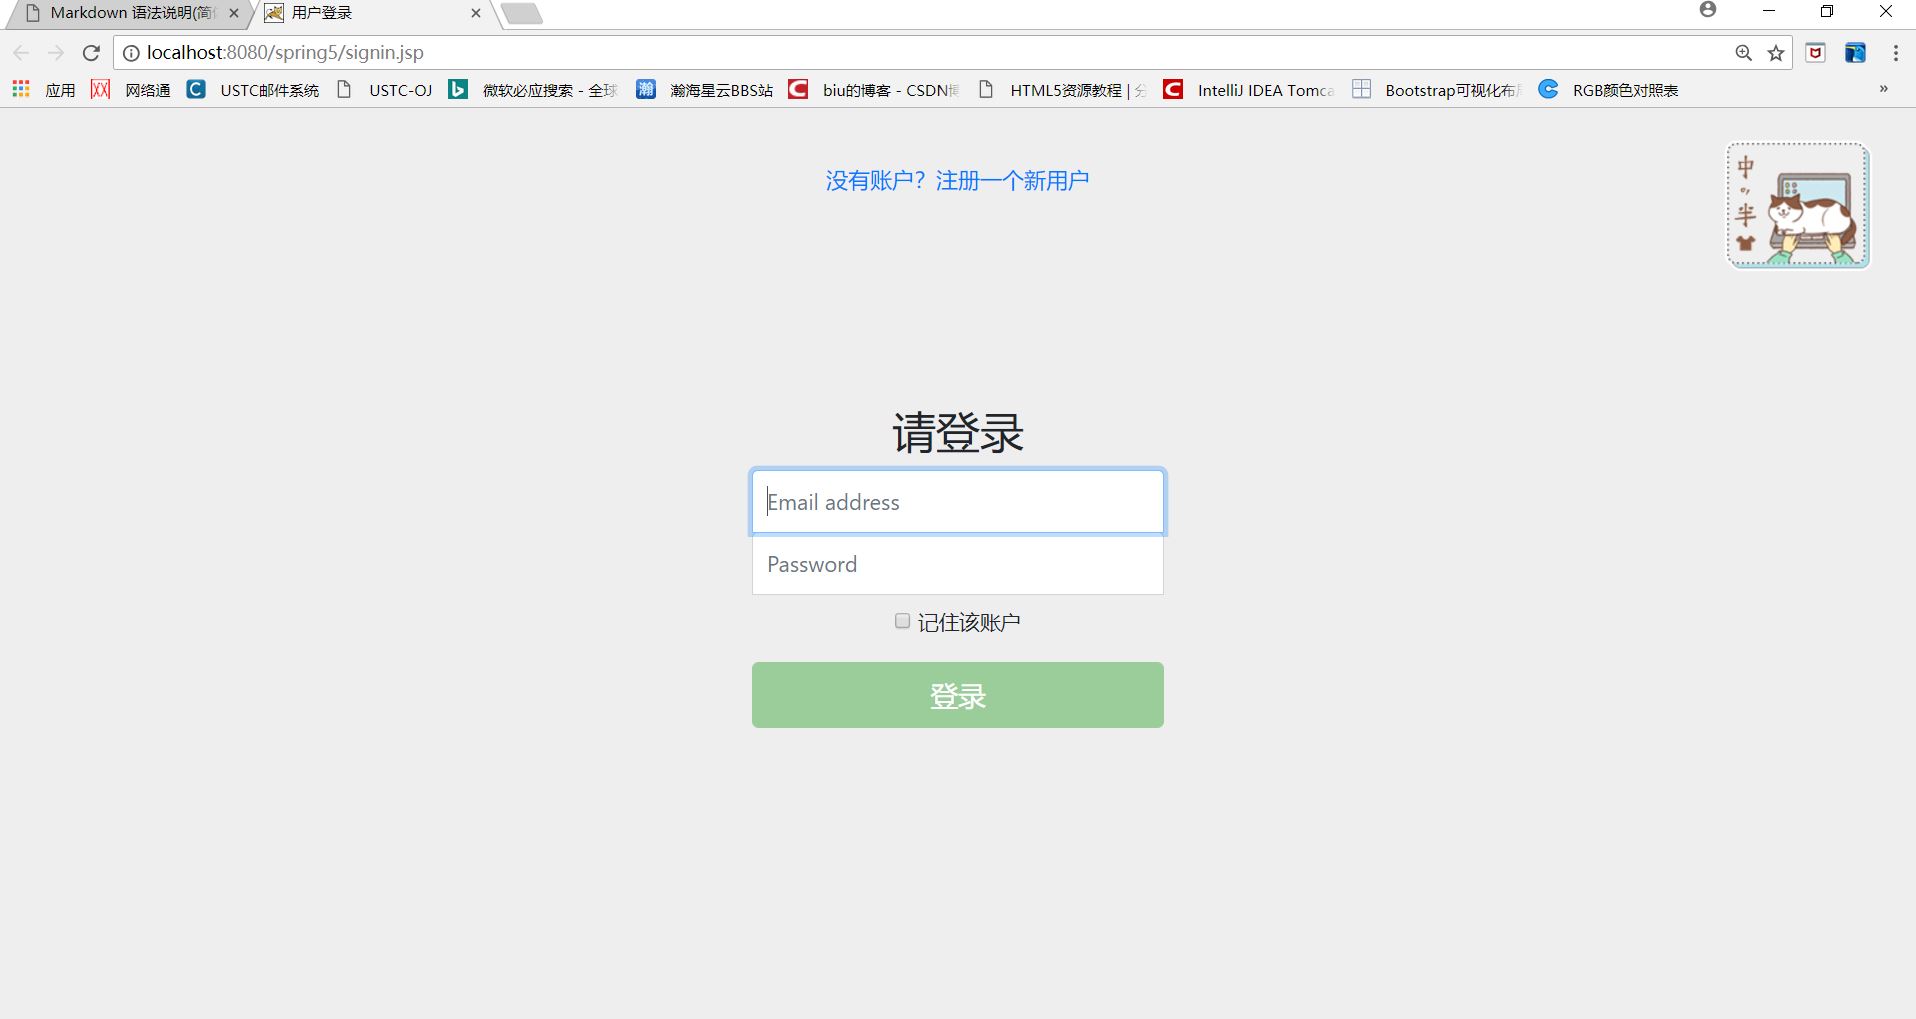 Markdown 语法说明(简
用户登录
localhost:8080/spring5/signin.jsp
应用 网络通 USTC邮件系统 USTC-OJ 微软必应搜索 - 全球 瀚海星云BBS站 biu的博客 - CSDN博 HTML5资源教程 | 分 IntelliJ IDEA Tomca Bootstrap可视化布 RGB颜色对照表 »
没有账户？注册一个新用户
中
半
请登录
Email address
Password
记住该账户
登录